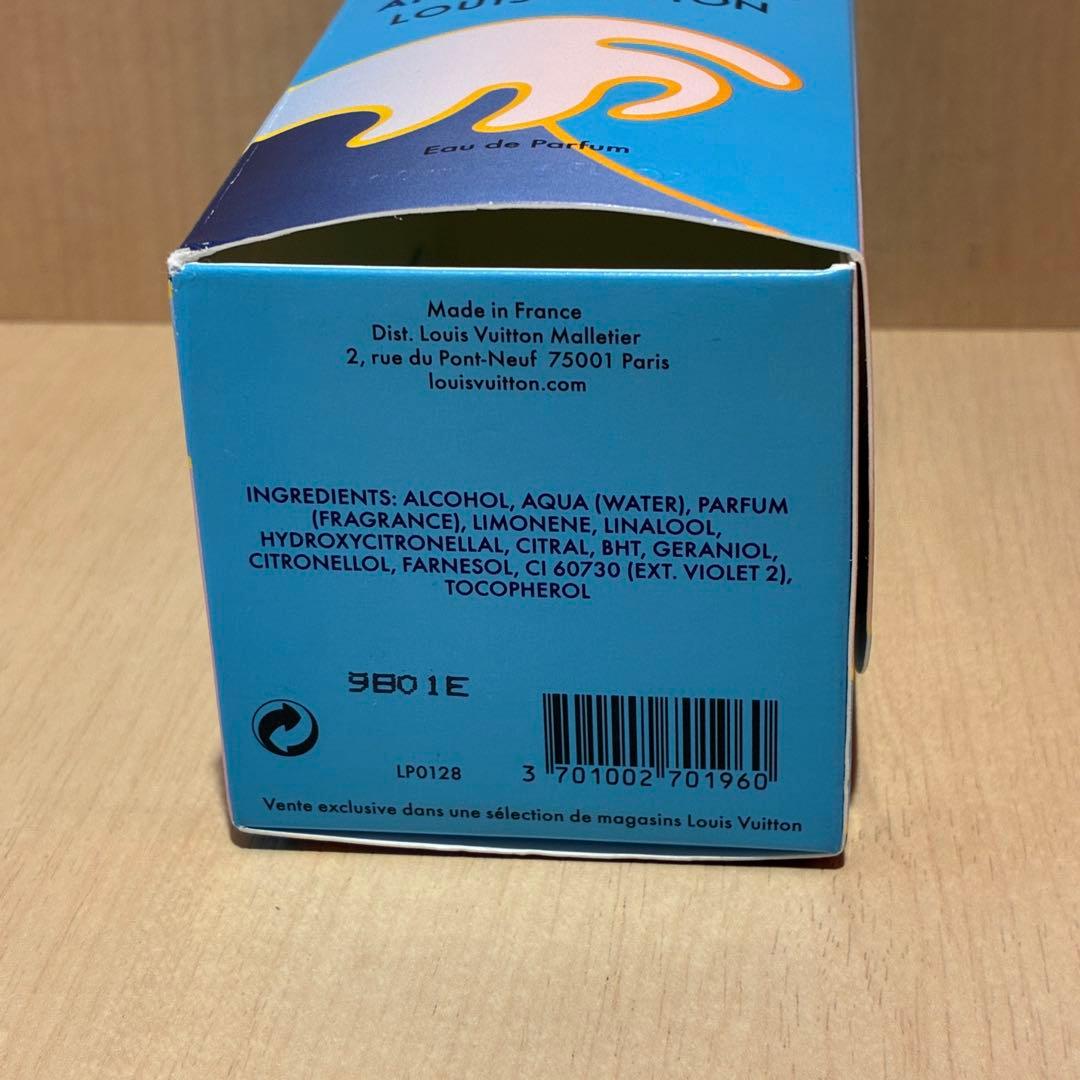 Eau de Parfum
Made in France
Dist. Louis Vuitton Malletier
2, rue du Pont-Neuf 75001 Paris
louisvuitton.com
INGREDIENTS: ALCOHOL, AQUA (WATER), PARFUM
(FRAGRANCE), LIMONENE, LINALOOL,
HYDROXYCITRONELLAL, CITRAL, BHT, GERANIOL,
CITRONELLOL, FARNESOL, CI 60730 (EXT. VIOLET 2),
TOCOPHEROL
9B01E
LP0128
3 701002 701960
Vente exclusive dans une sélection de magasins Louis Vuitton